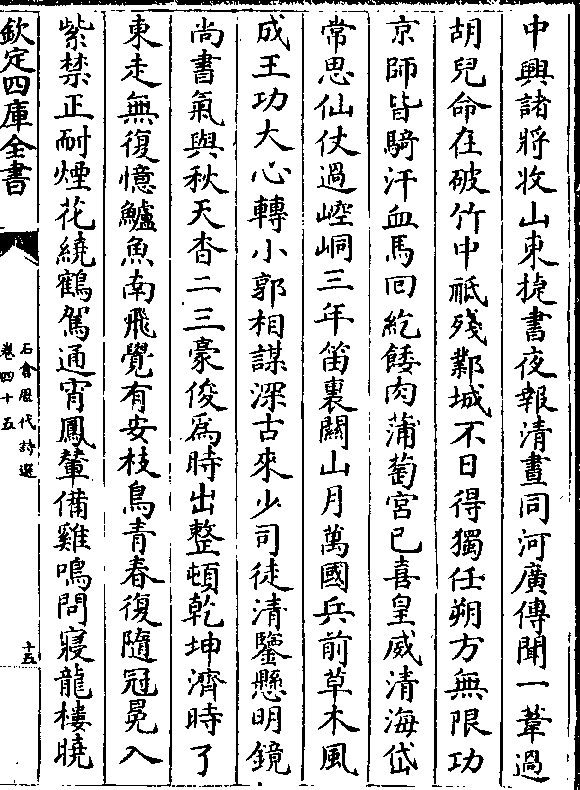 中興諸將收山東捷書夜報清晝同河廣傳聞一葦過
胡兒命在破竹中祗殘鄴城不日得獨任朔方無限功
京師皆騎汗血馬回紇餧肉蒲萄宮已喜皇威清海岱
常思仙仗過崆峒三年笛裏關山月萬國兵前草木風
成王功大心轉小郭相謀深古來少司徒清鑒懸明鏡
尚書氣與秋天杳二三豪俊為時出整頓乾坤濟時了
東走無復憶鱸魚南飛覺有安枝鳥青春復隨冠冕入
紫禁正耐煙花繞鶴駕通宵鳳輦備雞鳴問寢龍樓曉
欽定四庫全書
石倉歷代詩選
卷四十五
十五